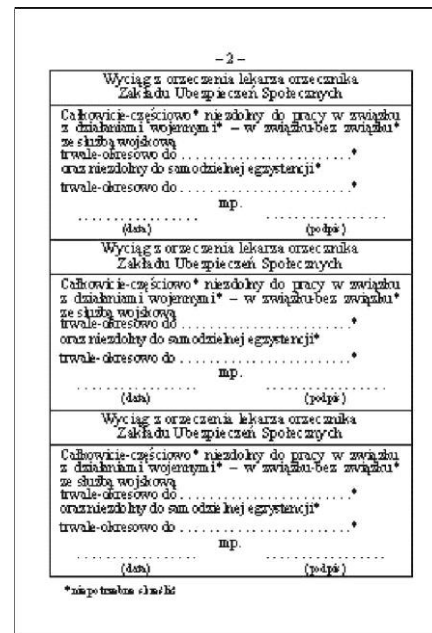 – 2 –
Wyciąg z orzeczenia lekarza orzecznika
Zakładu Ubezpieczeń Społecznych
Całkowicie-częściowo* niezdolny do pracy w związku
z działaniami wojennymi* – w związku-bez związku*
ze służbą wojskową
trwale-okresowo do . . . . . . . . . . . . . . . . . . . . . . . .*
oraz niezdolny do samodzielnej egzystencji*
trwale-okresowo do . . . . . . . . . . . . . . . . . . . . . . . .*
mp.
. . . . . . . . . . . . . . . . . . . . . . . . . . . . . .
(data) (podpis)
Wyciąg z orzeczenia lekarza orzecznika
Zakładu Ubezpieczeń Społecznych
Całkowicie-częściowo* niezdolny do pracy w związku
z działaniami wojennymi* – w związku-bez związku*
ze służbą wojskową
trwale-okresowo do . . . . . . . . . . . . . . . . . . . . . . . .*
oraz niezdolny do samodzielnej egzystencji*
trwale-okresowo do . . . . . . . . . . . . . . . . . . . . . . . .*
mp.
. . . . . . . . . . . . . . . . . . . . . . . . . . . . . .
(data) (podpis)
Wyciąg z orzeczenia lekarza orzecznika
Zakładu Ubezpieczeń Społecznych
Całkowicie-częściowo* niezdolny do pracy w związku
z działaniami wojennymi* – w związku-bez związku*
ze służbą wojskową
trwale-okresowo do . . . . . . . . . . . . . . . . . . . . . . . .*
oraz niezdolny do samodzielnej egzystencji*
trwale-okresowo do . . . . . . . . . . . . . . . . . . . . . . . .*
mp.
. . . . . . . . . . . . . . . . . . . . . . . . . . . . . .
(data) (podpis)
*niepotrzebne skreślić